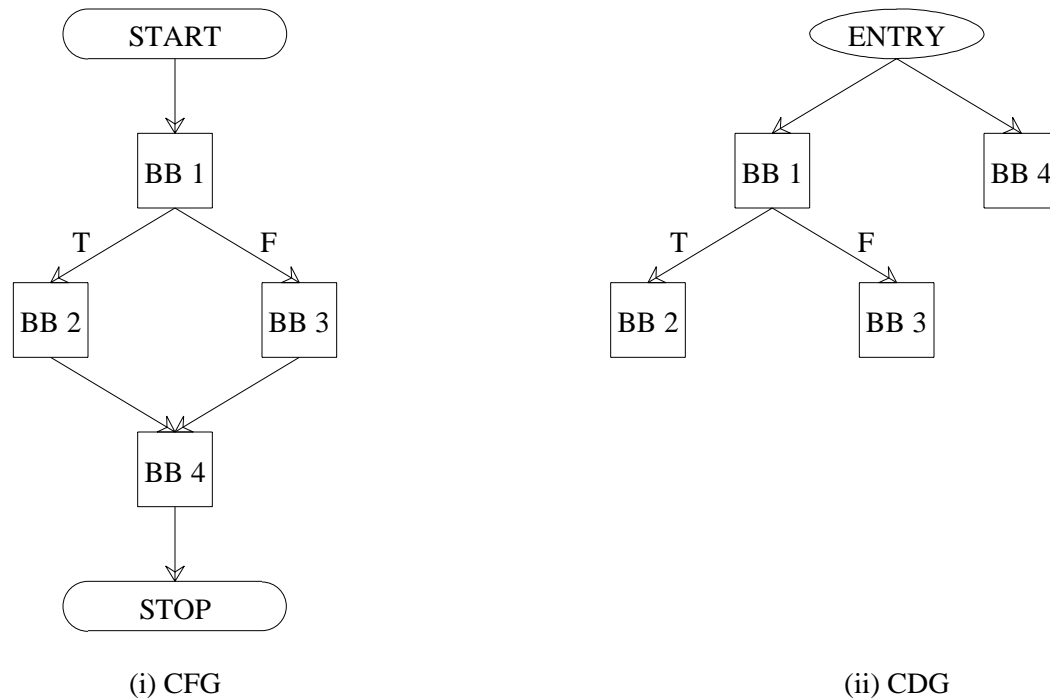 START
BB 1
T
F
BB 2
BB 3
BB 4
STOP
(i) CFG
ENTRY
BB 1
BB 4
T
F
BB 2
BB 3
(ii) CDG